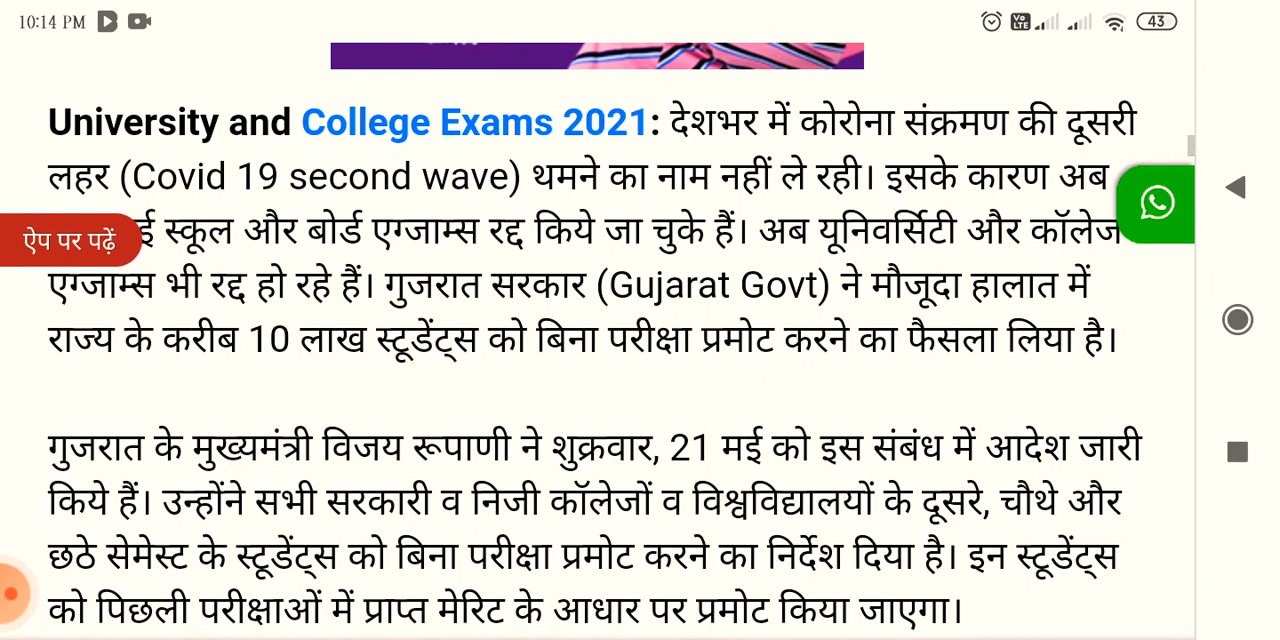 10:14 PM
Vo LTE
43
University and College Exams 2021: देशभर में कोरोना संक्रमण की दूसरी
लहर (Covid 19 second wave) थमने का नाम नहीं ले रही। इसके कारण अब
ई स्कूल और बोर्ड एग्जाम्स रद्द किये जा चुके हैं। अब यूनिवर्सिटी और कॉलेज
ऐप पर पढ़ें
एग्जाम्स भी रद्द हो रहे हैं। गुजरात सरकार (Gujarat Govt) ने मौजूदा हालात में
राज्य के करीब 10 लाख स्टूडेंट्स को बिना परीक्षा प्रमोट करने का फैसला लिया है।
गुजरात के मुख्यमंत्री विजय रूपाणी ने शुक्रवार, 21 मई को इस संबंध में आदेश जारी
किये हैं। उन्होंने सभी सरकारी व निजी कॉलेजों व विश्वविद्यालयों के दूसरे, चौथे और
छठे सेमेस्ट के स्टूडेंट्स को बिना परीक्षा प्रमोट करने का निर्देश दिया है। इन स्टूडेंट्स
को पिछली परीक्षाओं में प्राप्त मेरिट के आधार पर प्रमोट किया जाएगा।